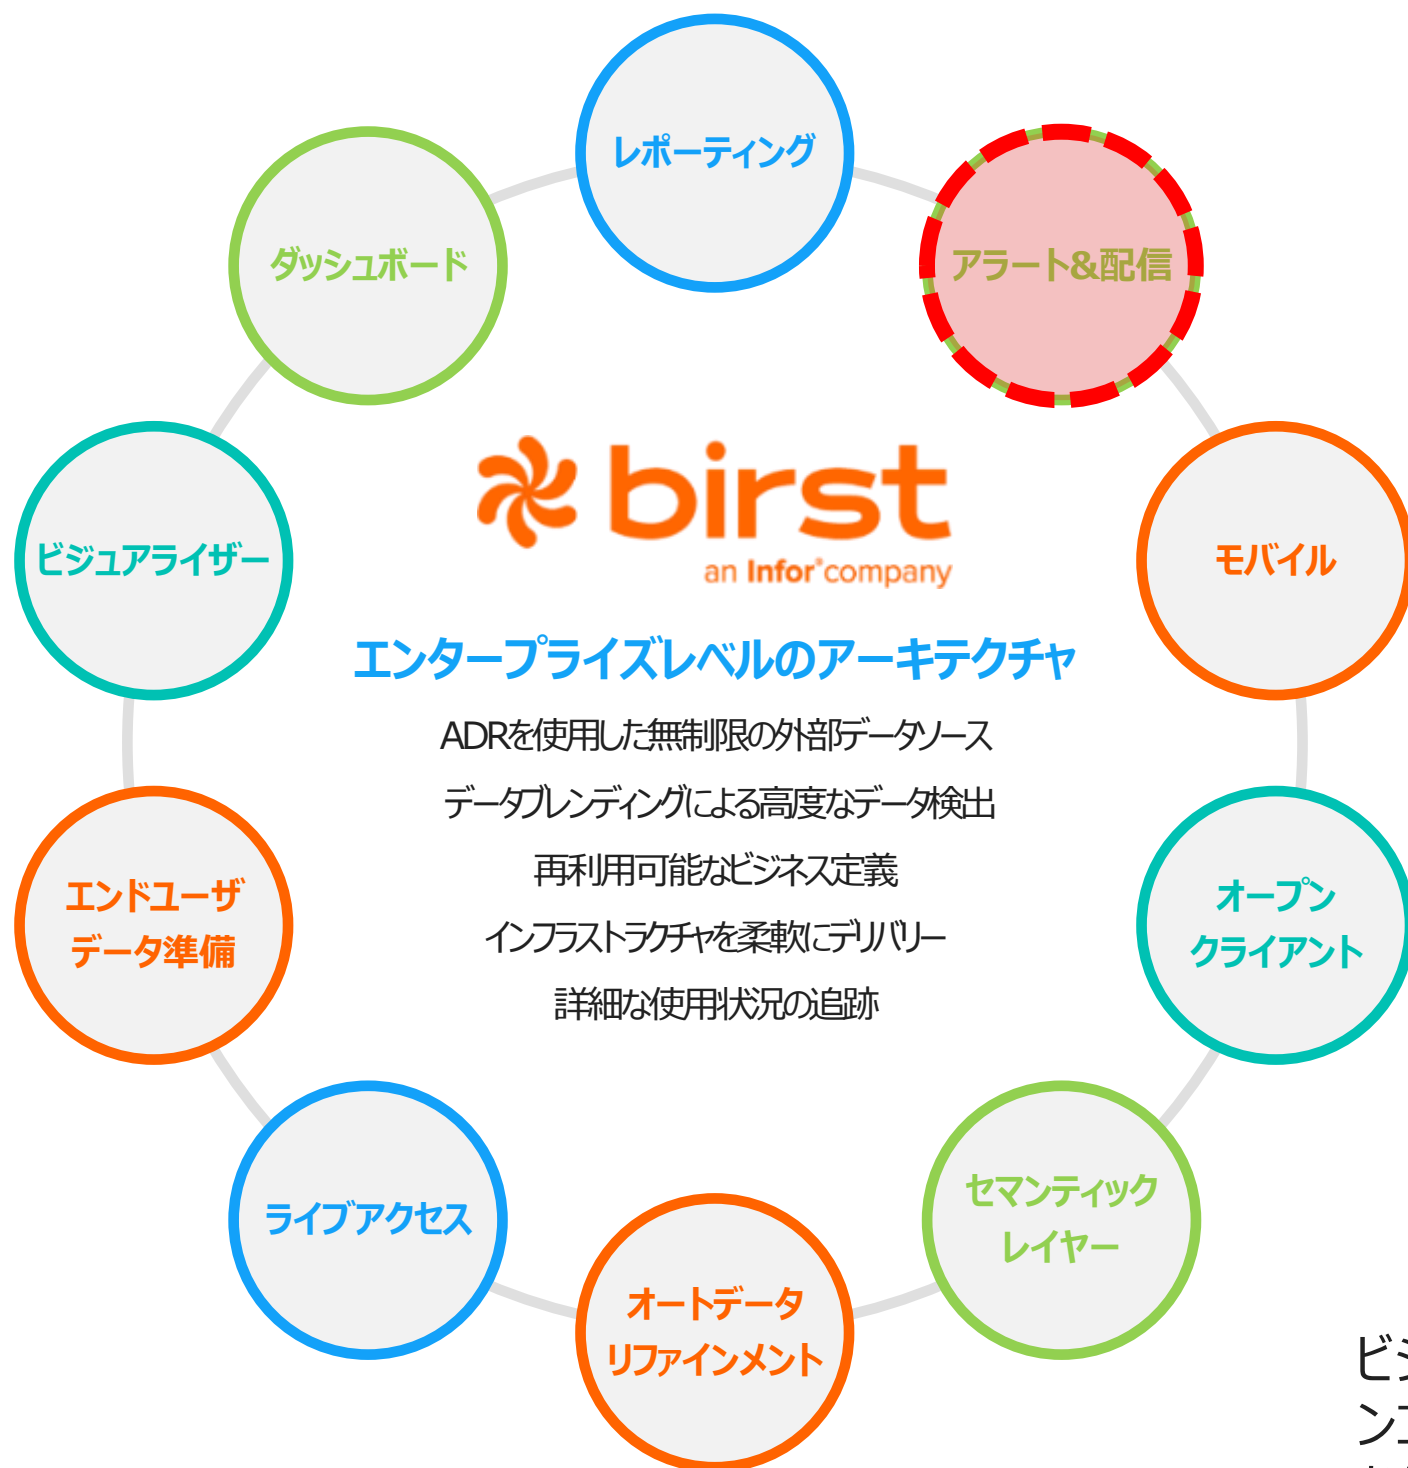 レポーティング
ダッシュボード
アラート&配信
birst
an Infor®company
ビジュアライザー
モバイル
エンタープライズレベルのアーキテクチャ
ADRを使用した無制限の外部データソース
データブレンディングによる高度なデータ検出
再利用可能なビジネス定義
インフラストラクチャを柔軟にデリバリー
詳細な使用状況の追跡
エンドユーザ
データ準備
オープン
クライアント
ライブアクセス
セマンティック
レイヤー
オートデータ
リファインメント
ビジ